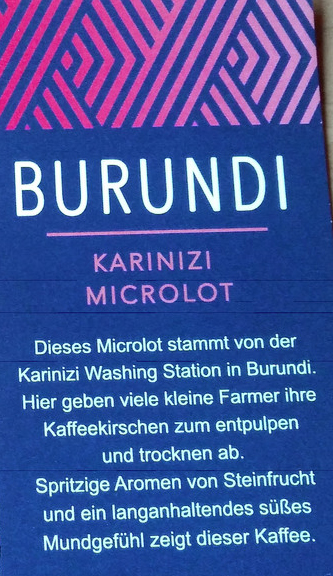 BURUNDI
KARINIZI
MICROLOT
Dieses Microlot stammt von der
Karinizi Washing Station in Burundi.
Hier geben viele kleine Farmer ihre
Kaffeekirschen zum entpulpen
und trocknen ab.
Spritzige Aromen von Steinfrucht
und ein langanhaltendes süßes
Mundgefühl zeigt dieser Kaffee.